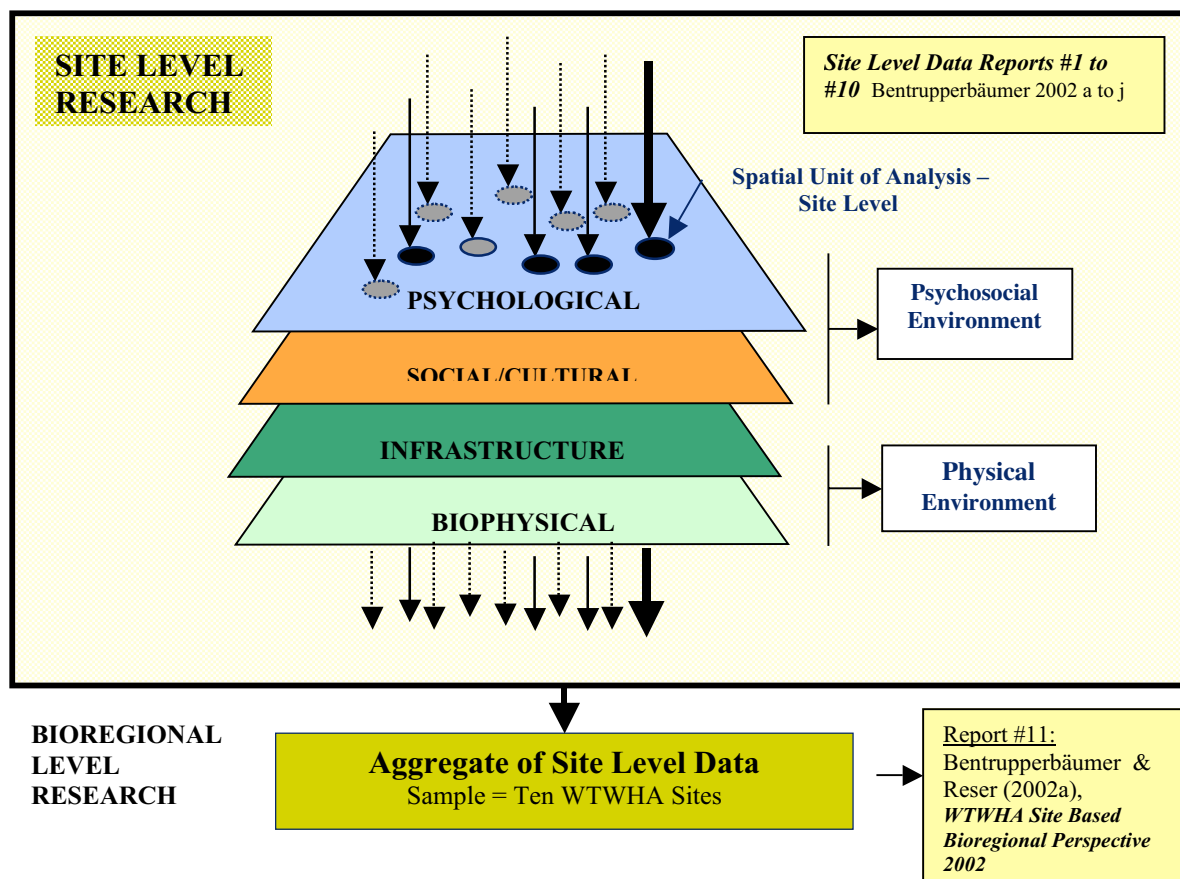 SITE LEVEL
RESEARCH
Site Level Data Reports #1 to
#10 Bentrupperbäumer 2002 a to j
Spatial Unit of Analysis –
Site Level
PSYCHOLOGICAL
Psychosocial
Environment
SOCIAL/CULTURAL
INFRASTRUCTURE
Physical
Environment
BIOPHYSICAL
BIOREGIONAL
LEVEL
RESEARCH
Aggregate of Site Level Data
Sample = Ten WTWHA Sites
Report #11:
Bentrupperbäumer &
Reser (2002a),
WTWHA Site Based
Bioregional Perspective
2002